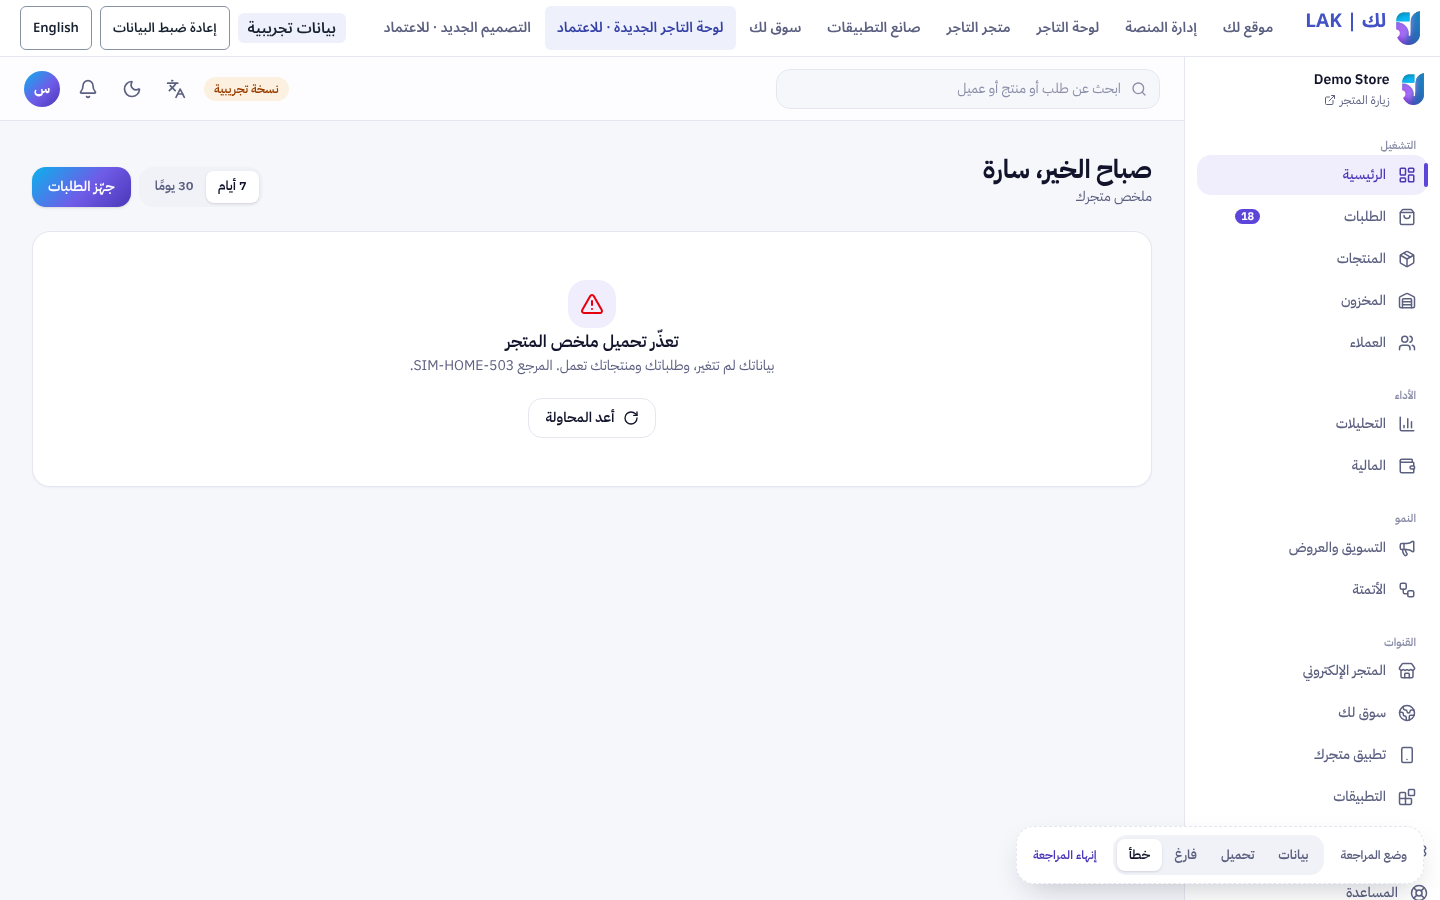 لك | LAK
موقع لك
إدارة المنصة
لوحة التاجر
متجر التاجر
صانع التطبيقات
سوق لك
لوحة التاجر الجديدة · للاعتماد
التصميم الجديد · للاعتماد
بيانات تجريبية
إعادة ضبط البيانات
English
Demo Store
زيارة المتجر
ابحث عن طلب أو منتج أو عميل
نسخة تجريبية
س
التشغيل
الرئيسية
الطلبات
18
المنتجات
المخزون
العملاء
الأداء
التحليلات
المالية
النمو
التسويق والعروض
الأتمتة
القنوات
المتجر الإلكتروني
سوق لك
تطبيق متجرك
التطبيقات
المساعدة
صباح الخير، سارة
ملخص متجرك
7 أيام
30 يومًا
جهّز الطلبات
تعذّر تحميل ملخص المتجر
بياناتك لم تتغير، وطلباتك ومنتجاتك تعمل. المرجع SIM-HOME-503.
أعد المحاولة
وضع المراجعة
بيانات
تحميل
فارغ
خطأ
إنهاء المراجعة